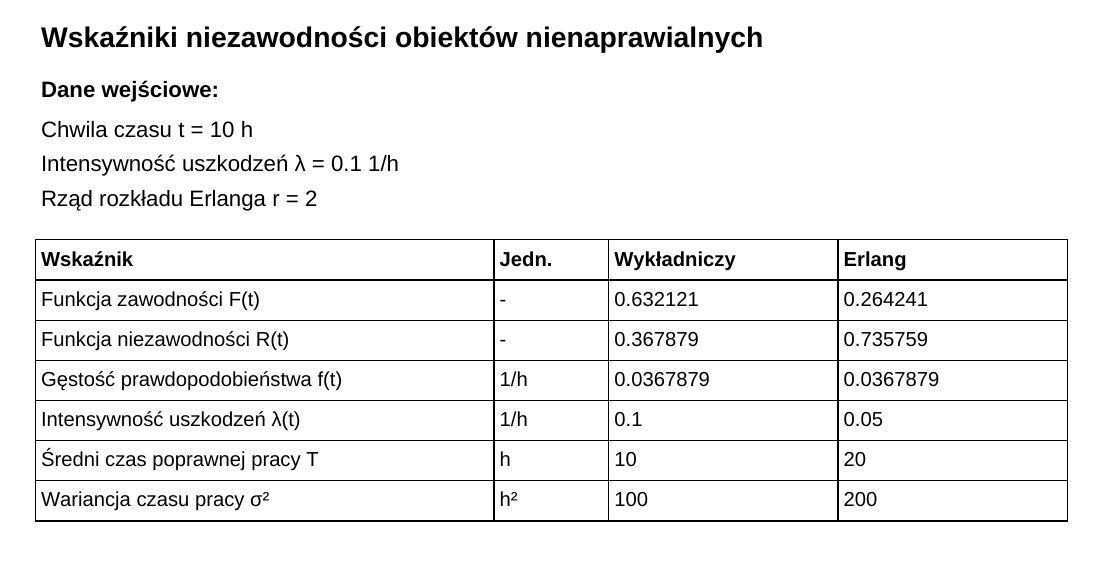 Wskaźniki niezawodności obiektów nienaprawialnych
Dane wejściowe:
Chwila czasu t = 10 h
Intensywność uszkodzeń λ = 0.1 1/h
Rząd rozkładu Erlanga r = 2
Wskaźnik Jedn. Wykładniczy Erlang
Funkcja zawodności F(t) - 0.632121 0.264241
Funkcja niezawodności R(t) - 0.367879 0.735759
Gęstość prawdopodobieństwa f(t) 1/h 0.0367879 0.0367879
Intensywność uszkodzeń λ(t) 1/h 0.1 0.05
Średni czas poprawnej pracy T h 10 20
Wariancja czasu pracy σ² h² 100 200